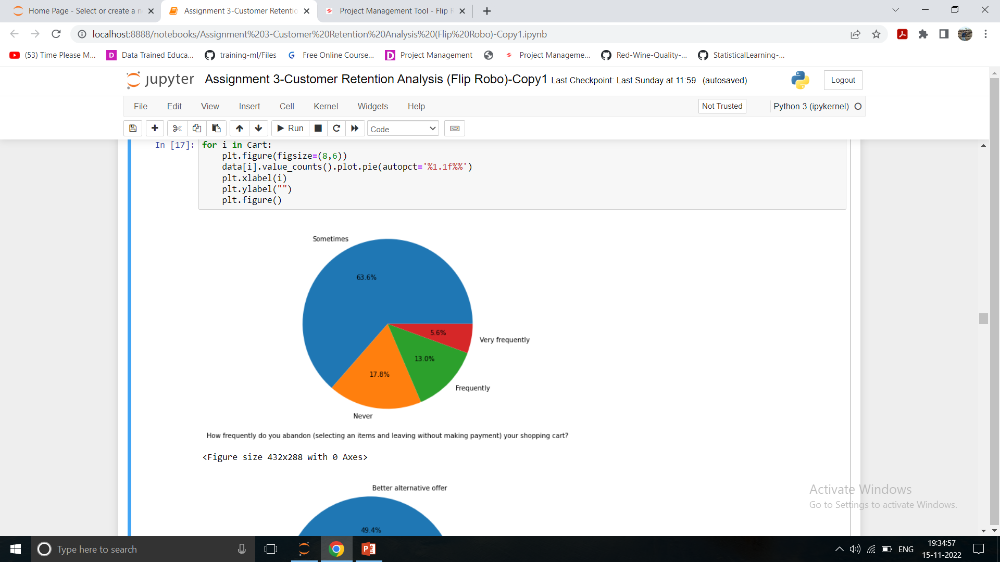 Home Page - Select or create a n
Assignment 3-Customer Retentio
Project Management Tool - Flip R
localhost:8888/notebooks/Assignment%203-Customer%20Retention%20Analysis%20(Flip%20Robo)-Copy1.ipynb
(53) Time Please M...
Data Trained Educa...
training-ml/Files
Free Online Course...
Project Management
Project Manageme...
Red-Wine-Quality-...
StatisticalLearning-...
jupyter Assignment 3-Customer Retention Analysis (Flip Robo)-Copy1 Last Checkpoint: Last Sunday at 11:59 (autosaved)
Logout
File Edit View Insert Cell Kernel Widgets Help
Not Trusted
Python 3 (ipykernel)
Run
Code
In [17]: for i in Cart:
    plt.figure(figsize=(8,6))
    data[i].value_counts().plot.pie(autopct='%1.1f%%')
    plt.xlabel(i)
    plt.ylabel("")
    plt.figure()
Sometimes
63.6%
5.6%
Very frequently
13.0%
17.8%
Frequently
Never
How frequently do you abandon (selecting an items and leaving without making payment) your shopping cart?
<Figure size 432x288 with 0 Axes>
Better alternative offer
49.4%
Activate Windows
Go to Settings to activate Windows.
Type here to search
ENG
19:34:57
15-11-2022